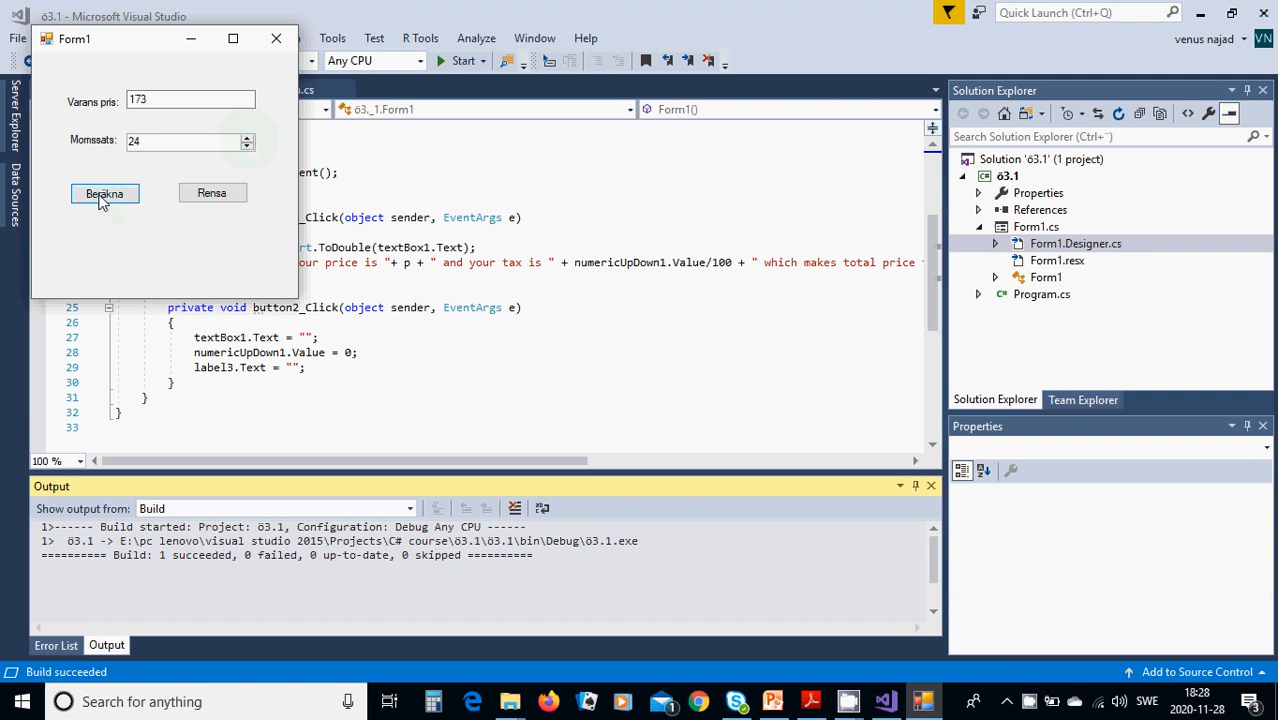 ö3.1 - Microsoft Visual Studio
Quick Launch (Ctrl+Q)
Form1
File
Tools
Test
R Tools
Analyze
Window
Help
venus najad
VN
Any CPU
Start
Server Explorer
Data Sources
Varans pris:
173
Momssats:
24
Beräkna
Rensa
.cs
ö3._1.Form1
Form1()
ent();
_Click(object sender, EventArgs e)
rt.ToDouble(textBox1.Text);
our price is "+ p + " and your tax is " + numericUpDown1.Value/100 + " which makes total price
25 private void button2_Click(object sender, EventArgs e)
26 {
27 textBox1.Text = "";
28 numericUpDown1.Value = 0;
29 label3.Text = "";
30 }
31 }
32 }
33
100 %
Solution Explorer
Search Solution Explorer (Ctrl+¨)
Solution 'ö3.1' (1 project)
ö3.1
Properties
References
Form1.cs
Form1.Designer.cs
Form1.resx
Form1
Program.cs
Solution Explorer
Team Explorer
Properties
Output
Show output from:
Build
1>------ Build started: Project: ö3.1, Configuration: Debug Any CPU ------
1> ö3.1 -> E:\pc lenovo\visual studio 2015\Projects\C# course\ö3.1\ö3.1\bin\Debug\ö3.1.exe
========== Build: 1 succeeded, 0 failed, 0 up-to-date, 0 skipped ==========
Error List
Output
Build succeeded
Add to Source Control
Search for anything
SWE
18:28
2020-11-28